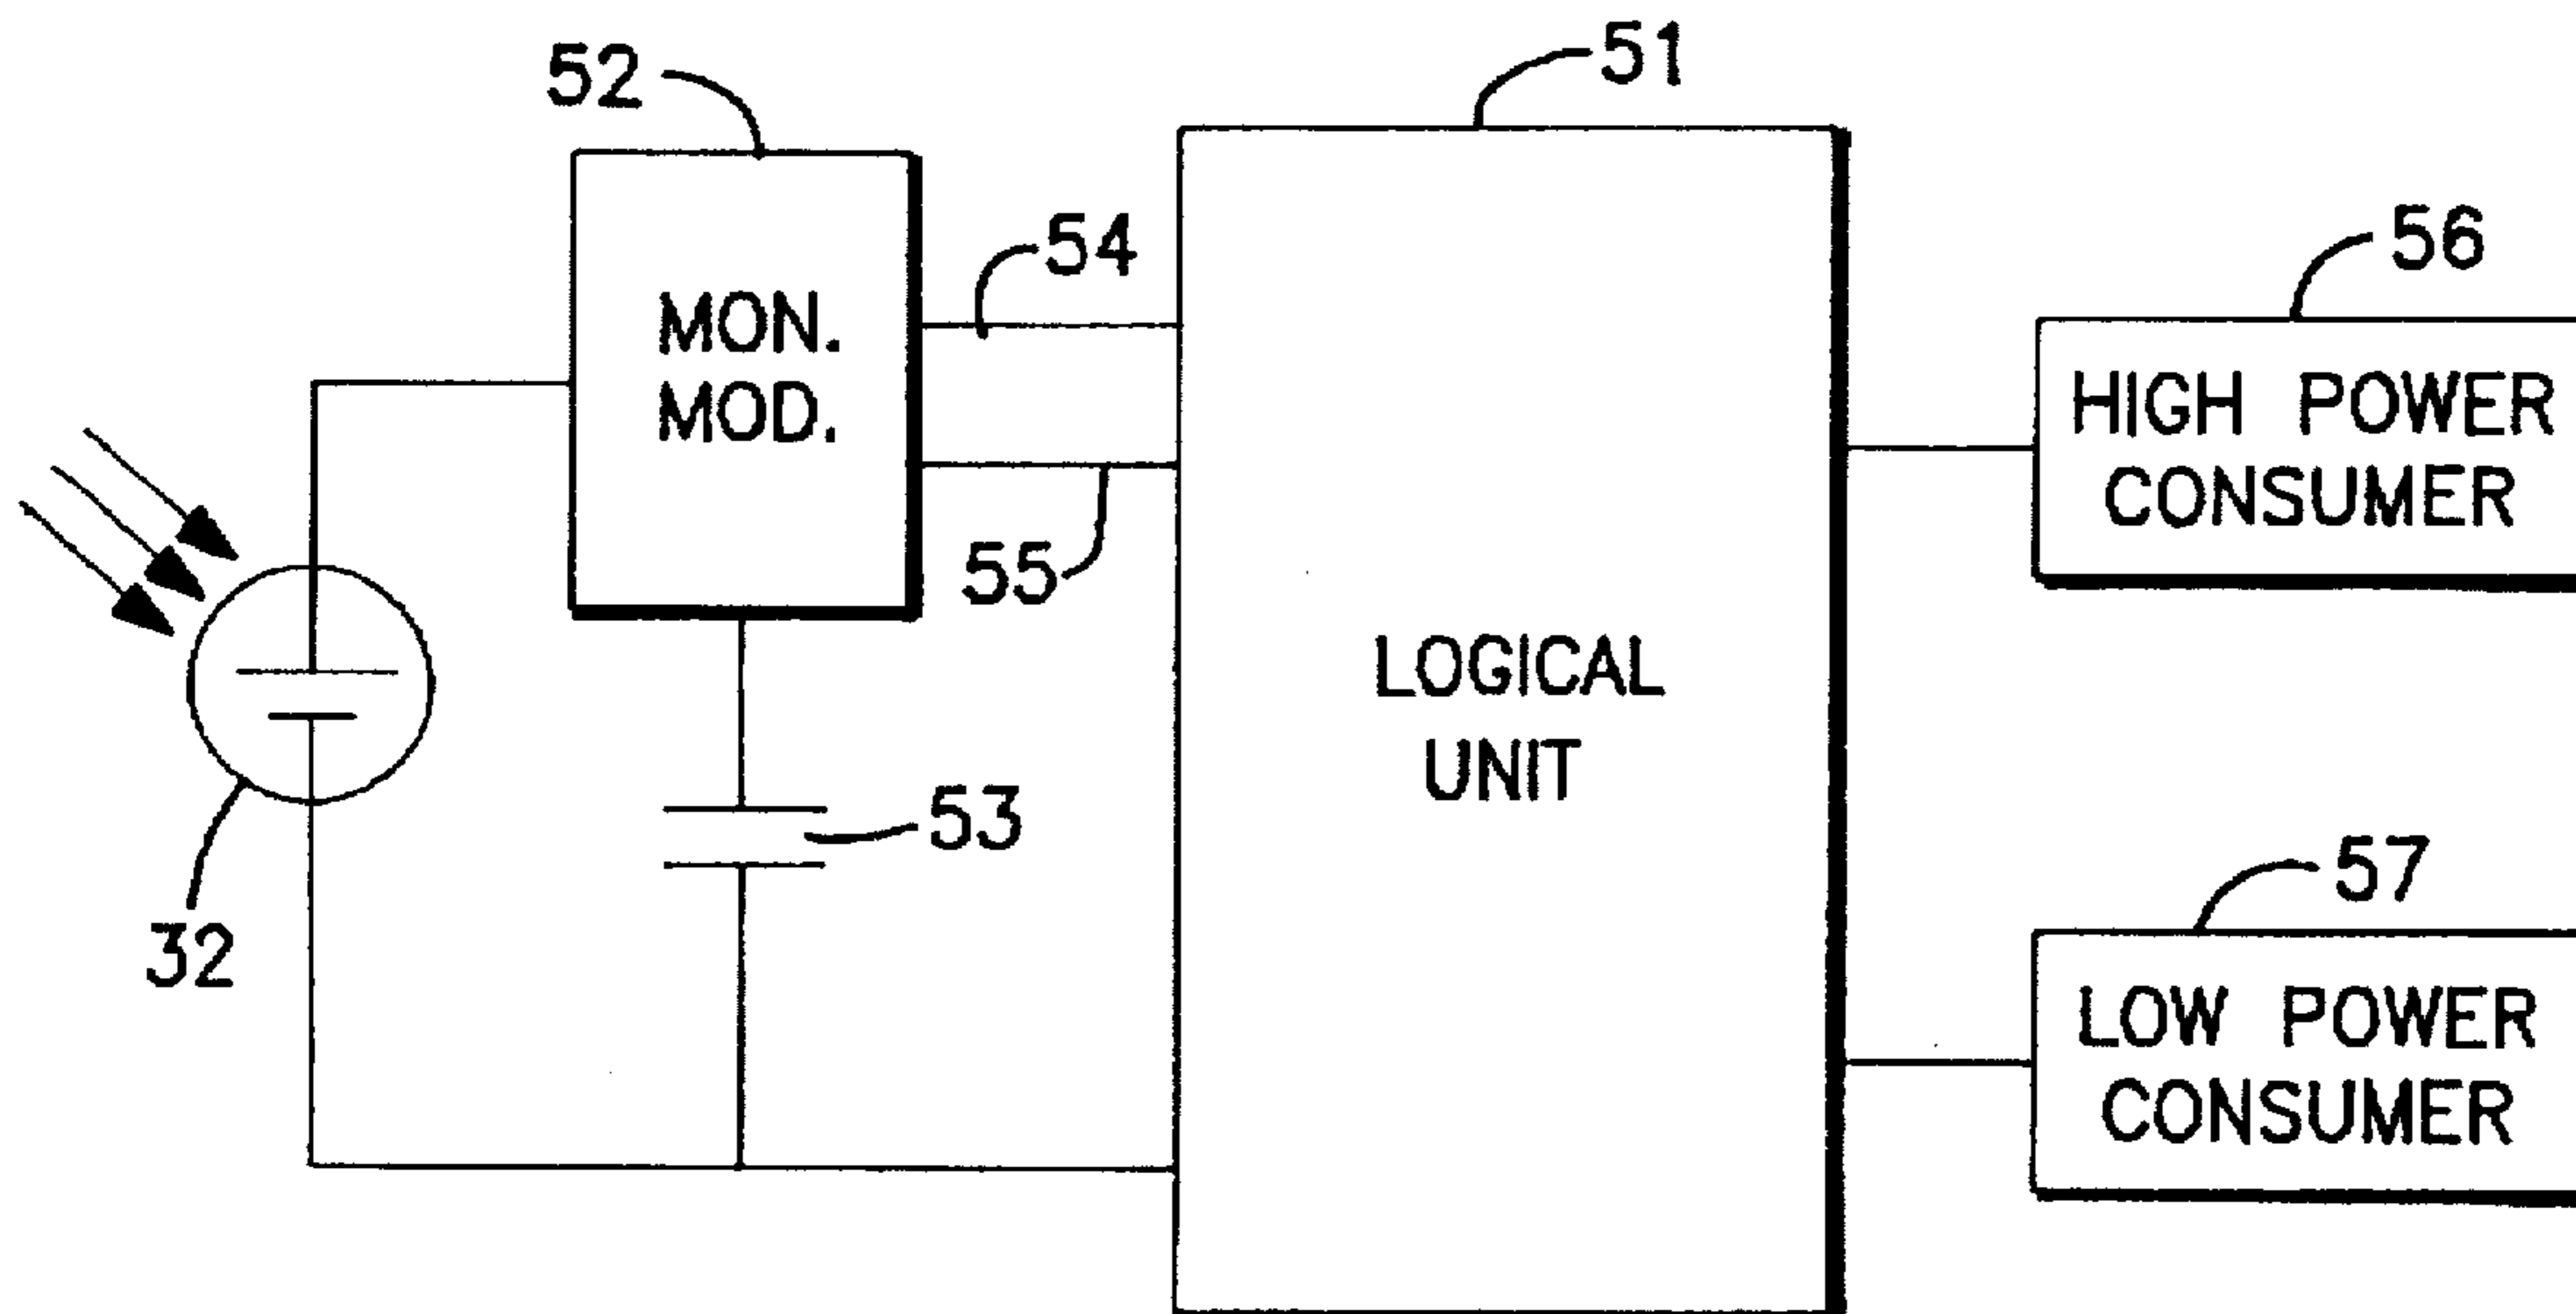 52
51
54
56
MON.
MOD.
HIGH POWER
CONSUMER
55
LOGICAL
UNIT
53
57
32
LOW POWER
CONSUMER